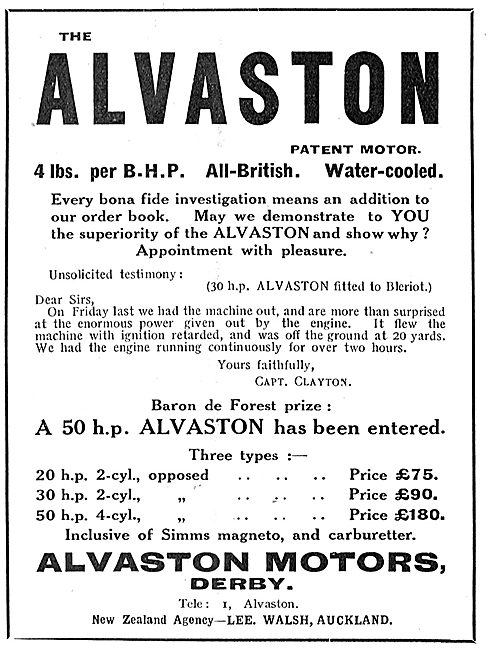 THE
ALVASTON
PATENT MOTOR.
4 lbs. per B.H.P. All-British. Water-cooled.
Every bona fide investigation means an addition to
our order book. May we demonstrate to YOU
the superiority of the ALVASTON and show why?
Appointment with pleasure.
Unsolicited testimony:
(30 h.p. ALVASTON fitted to Bleriot.)
Dear Sirs,
On Friday last we had the machine out, and are more than surprised
at the enormous power given out by the engine. It flew the
machine with ignition retarded, and was off the ground at 20 yards.
We had the engine running continuously for over two hours.
Yours faithfully,
CAPT. CLAYTON.
Baron de Forest prize:
A 50 h.p. ALVASTON has been entered.
Three types :—
20 h.p. 2-cyl., opposed .. .. .. Price £75.
30 h.p. 2-cyl., „ .. .. .. Price £90.
50 h.p. 4-cyl., „ .. .. .. Price £180.
Inclusive of Simms magneto, and carburetter.
ALVASTON MOTORS,
DERBY.
Tele: 1, Alvaston.
New Zealand Agency—LEE. WALSH, AUCKLAND.